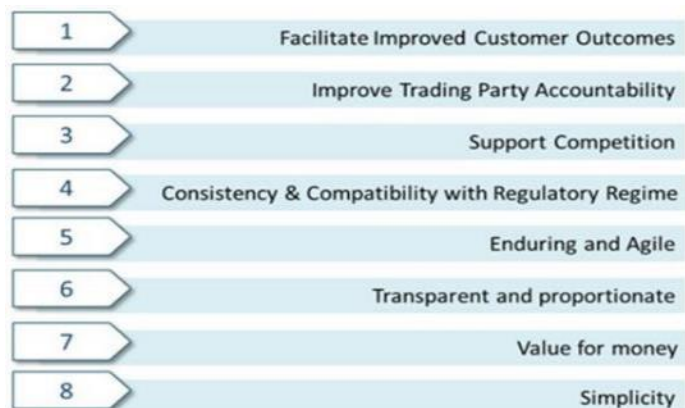 1 Facilitate Improved Customer Outcomes
2 Improve Trading Party Accountability
3 Support Competition
4 Consistency & Compatibility with Regulatory Regime
5 Enduring and Agile
6 Transparent and proportionate
7 Value for money
8 Simplicity